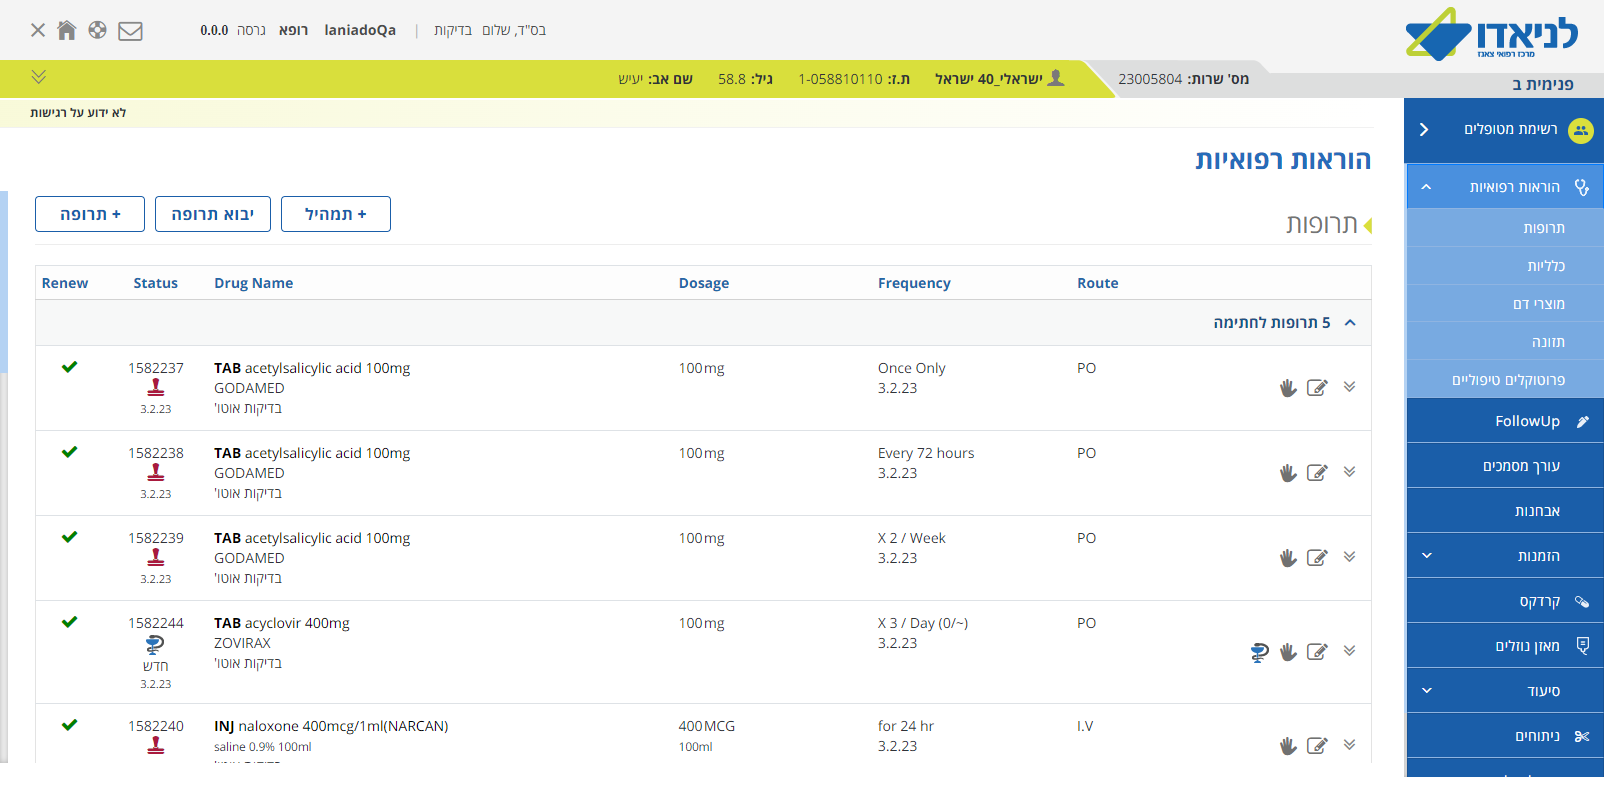 בס"ד, שלום בדיקות | laniadoQa רופא גרסה 0.0.0
לניאדו
מרכז רפואי צאנז
פנימית ב
מס' שרות: 23005804
ישראלי_40 ישראל ת.ז: 1-058810110 גיל: 58.8 שם אב: יעיש
לא ידוע על רגישות
רשימת מטופלים
הוראות רפואיות
תרופות
כלליות
מוצרי דם
תזונה
פרוטוקלים טיפוליים
FollowUp
עורך מסמכים
אבחנות
הזמנות
קרדקס
מאזן נוזלים
סיעוד
ניתוחים
הוראות רפואיות
תרופות
+ תמהיל
יבוא תרופה
+ תרופה
Renew Status Drug Name Dosage Frequency Route
5 תרופות לחתימה
1582237 TAB acetylsalicylic acid 100mg 100mg Once Only PO
GODAMED 3.2.23
3.2.23 בדיקות אוטו'
1582238 TAB acetylsalicylic acid 100mg 100mg Every 72 hours PO
GODAMED 3.2.23
3.2.23 בדיקות אוטו'
1582239 TAB acetylsalicylic acid 100mg 100mg X 2 / Week PO
GODAMED 3.2.23
3.2.23 בדיקות אוטו'
1582244 TAB acyclovir 400mg 100mg X 3 / Day (0/~) PO
ZOVIRAX 3.2.23
חדש בדיקות אוטו'
3.2.23
1582240 INJ naloxone 400mcg/1ml(NARCAN) 400MCG for 24 hr I.V
saline 0.9% 100ml 100ml 3.2.23